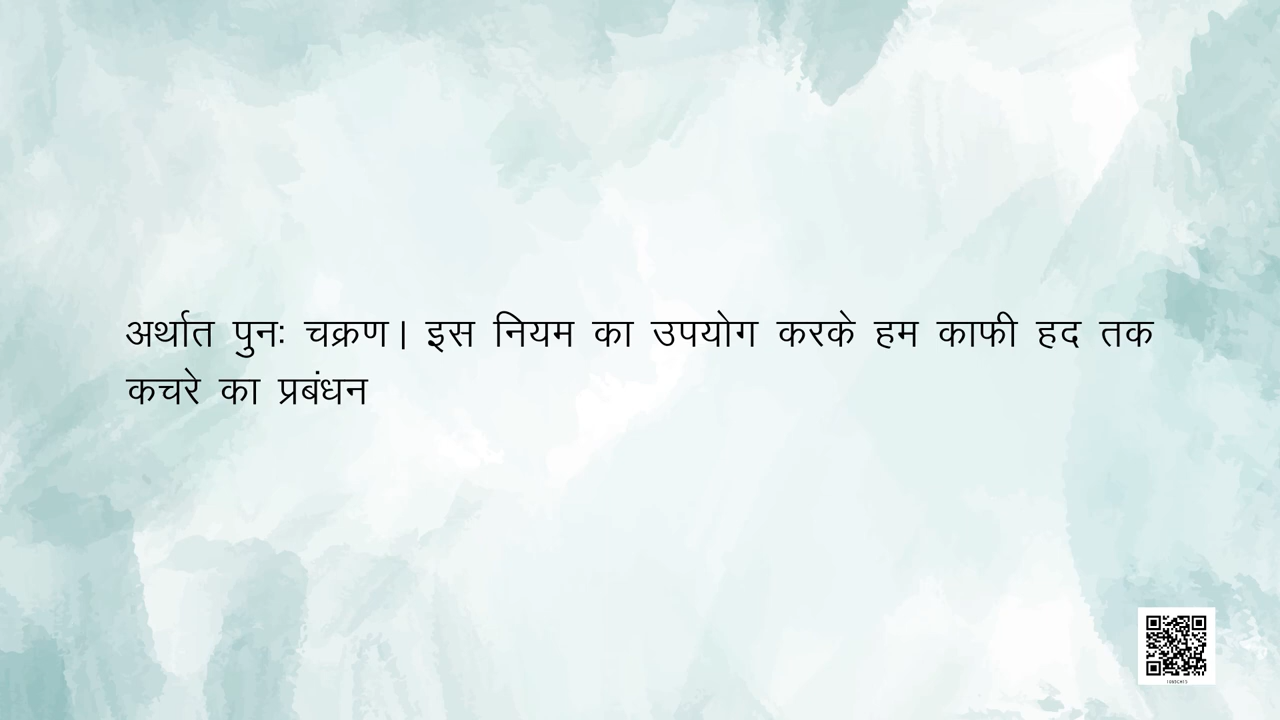 अर्थात पुनः चक्रण| इस नियम का उपयोग करके हम काफी हद तक
कचरे का प्रबंधन